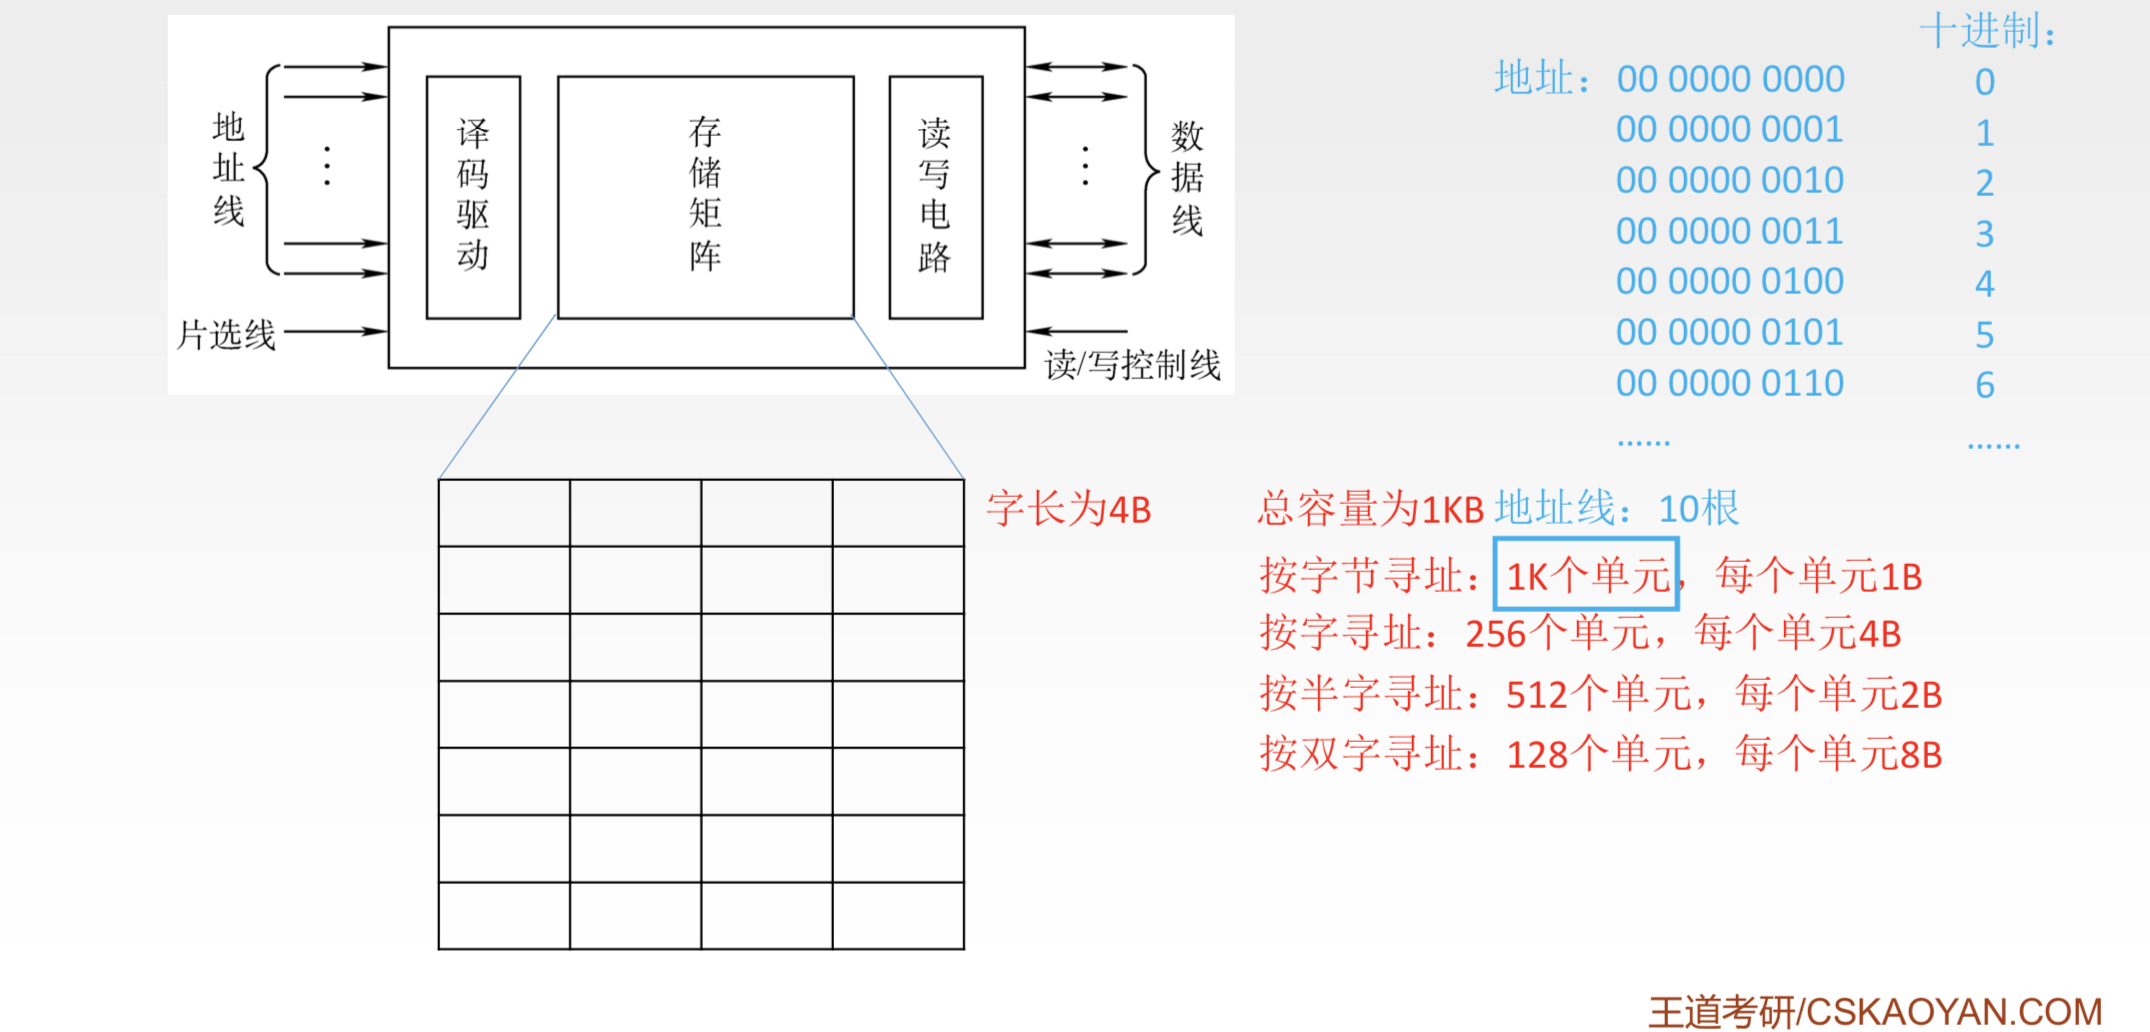 地址线
片选线
译码驱动
存储矩阵
读写电路
数据线
读/写控制线
十进制：
地址：00 0000 0000 0
00 0000 0001 1
00 0000 0010 2
00 0000 0011 3
00 0000 0100 4
00 0000 0101 5
00 0000 0110 6
...... ......
字长为4B
总容量为1KB 地址线：10根
按字节寻址：1K个单元，每个单元1B
按字寻址：256个单元，每个单元4B
按半字寻址：512个单元，每个单元2B
按双字寻址：128个单元，每个单元8B
王道考研/CSKAOYAN.COM